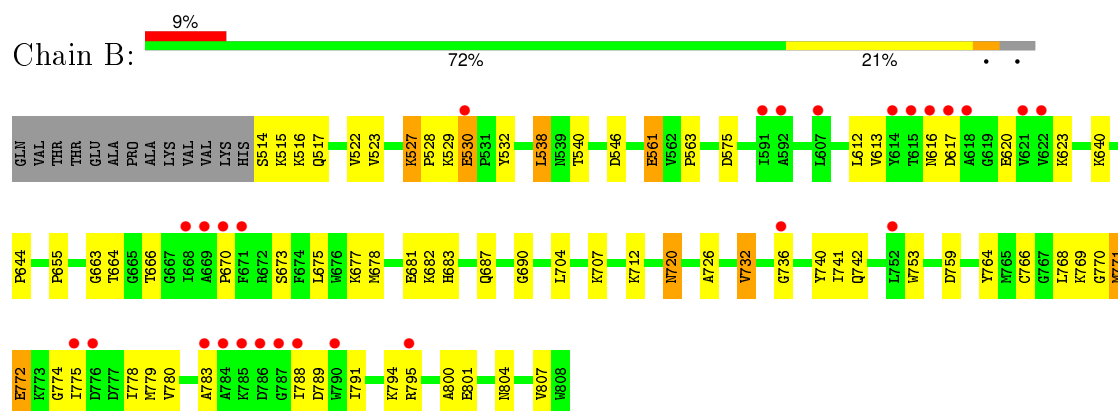 9%
Chain B:
72% 21% • •
GLN VAL THR THR GLU ALA PRO ALA LYS VAL VAL LYS HIS S514 K515 K516 Q517 V522 V523 K527 P528 K529 E530 P531 Y532 L538 N539 T540 D546 E561 V562 P563 D575 I591 A592 L607 L612 V613 Y614 T615 N616 D617 A618 G619 E620 V621 V622 K623 K640
P644 P655 G663 T664 G665 T666 G667 I668 A669 P670 F671 R672 S673 F674 L675 W676 K677 M678 E681 K682 H683 Q687 G690 L704 K707 K712 N720 A726 V732 G736 Y740 I741 Q742 L752 W753 D759 Y764 M765 C766 G767 L768 K769 G770 M771
E772 K773 G774 I775 D776 D777 I778 M779 V780 A783 A784 K785 D786 G787 I788 D789 W790 I791 K794 R795 A800 E801 N804 V807 W808